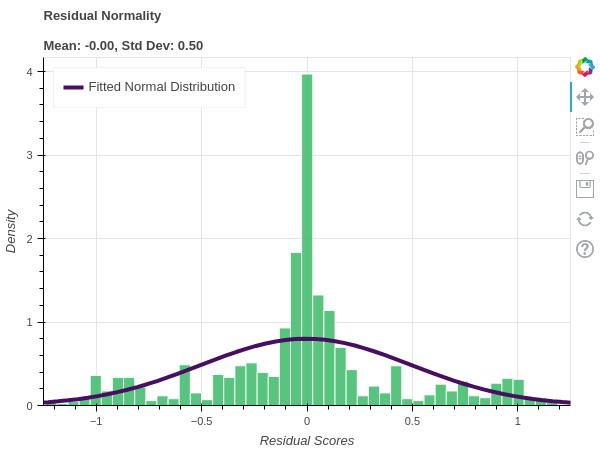 Residual Normality
Mean: -0.00, Std Dev: 0.50
Fitted Normal Distribution
4
3
2
1
0
Density
−1
−0.5
0
0.5
1
Residual Scores